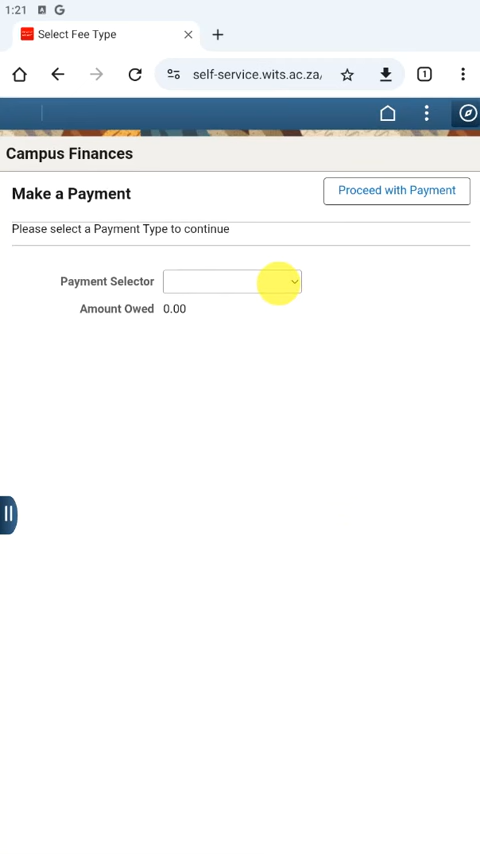 1:21 A G
Select Fee Type
self-service.wits.ac.za/
1
Campus Finances
Make a Payment
Proceed with Payment
Please select a Payment Type to continue
Payment Selector
Amount Owed 0.00